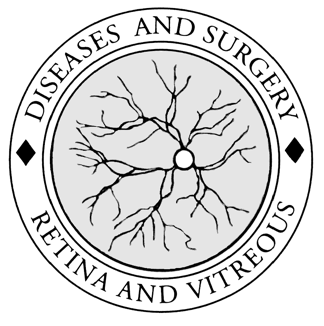 DISEASES AND SURGERY
RETINA AND VITREOUS